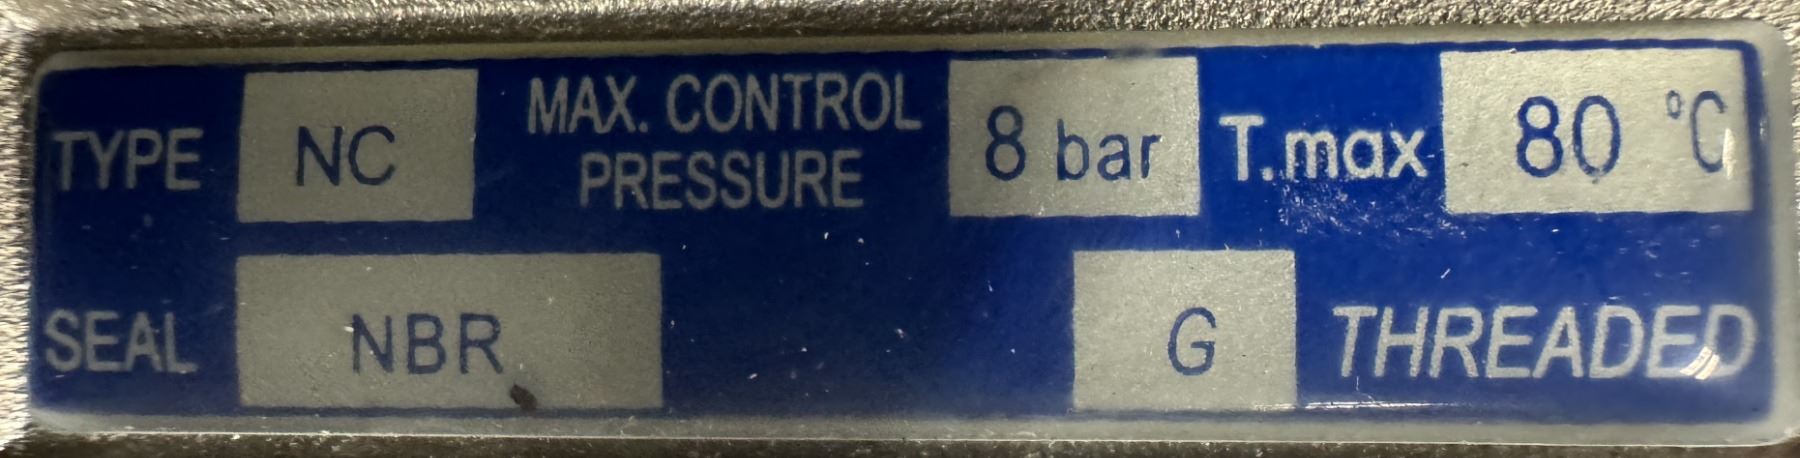 TYPE NC MAX. CONTROL PRESSURE 8 bar T.max 80 °C
SEAL NBR G THREADED